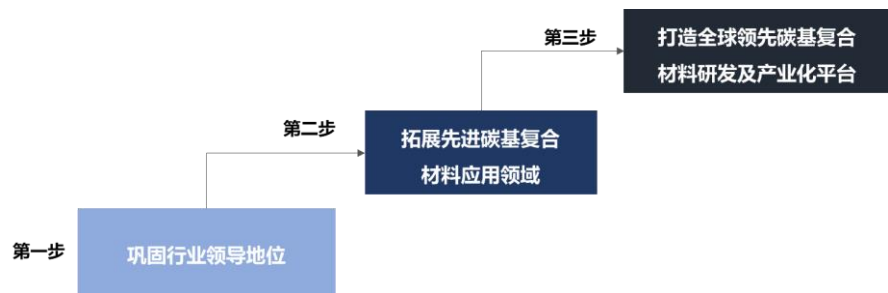 第三步
打造全球领先碳基复合
材料研发及产业化平台
第二步
拓展先进碳基复合
材料应用领域
第一步
巩固行业领导地位